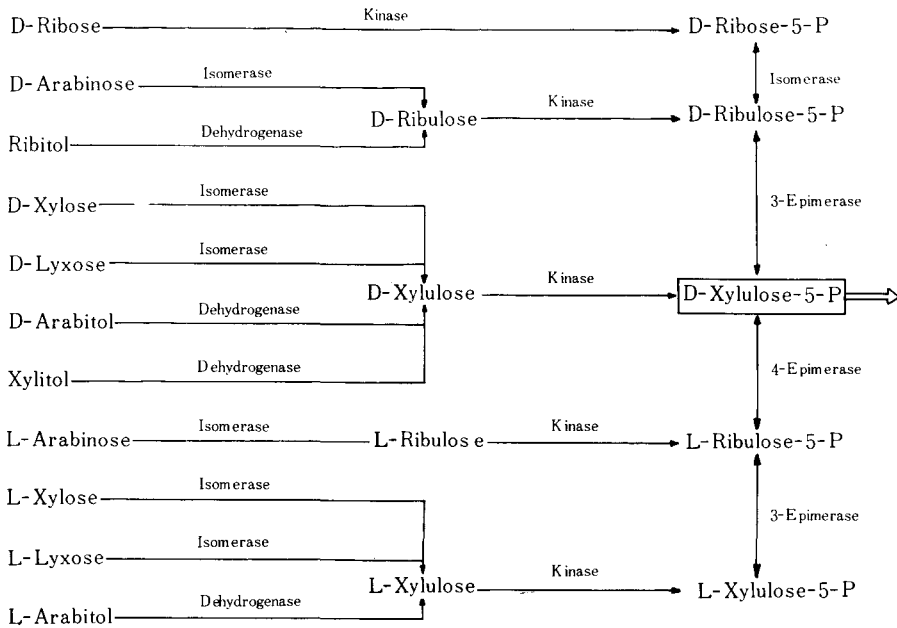 Kinase
D-Ribose D-Ribose-5-P
Isomerase Isomerase
D-Arabinose
Kinase
D-Ribulose D-Ribulose-5-P
Dehydrogenase
Ribitol
Isomerase 3-Epimerase
D-Xylose
Isomerase
D-Lyxose
Kinase
D-Xylulose D-Xylulose-5-P
Dehydrogenase
D-Arabitol
Dehydrogenase 4-Epimerase
Xylitol
Isomerase Kinase
L-Arabinose L-Ribulose L-Ribulose-5-P
Isomerase
L-Xylose
3-Epimerase
Isomerase
L-Lyxose
Kinase
L-Xylulose L-Xylulose-5-P
Dehydrogenase
L-Arabitol